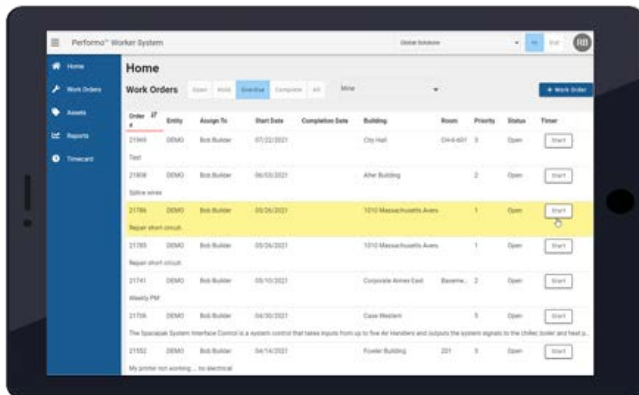 Performo™ Worker System
Global Solutions
In Out
RB
Home
Home
Work Orders
Assets
Reports
Timecard
Work Orders
Open Hold Overdue Complete All
Mine
+ Work Order
Order # Entity Assign To Start Date Completion Date Building Room Priority Status Timer
21969 DEMO Bob Builder 07/22/2021 City Hall 3 Open Start
Test
21808 DEMO Bob Builder 06/03/2021 Building 2 Open Start
Splice wires
21786 DEMO Bob Builder 05/26/2021 1010 Massachusetts Avenu 1 Open Start
Repair short circuit
21785 DEMO Bob Builder 05/26/2021 1010 Massachusetts Avenu 1 Open Start
Repair short circuit
21741 DEMO Bob Builder 05/10/2021 Corporate Annex East Baseme... 2 Open Start
Weekly PM
21706 DEMO Bob Builder 04/30/2021 Case Western 5 Open Start
The Spacepak System Interface Control is a system control that takes inputs from up to five Air Handlers and outputs the system signals to the chiller, boiler and heat p...
21552 DEMO Bob Builder 04/14/2021 Fowler Building 201 5 Open Start
My printer not working ... no electrical